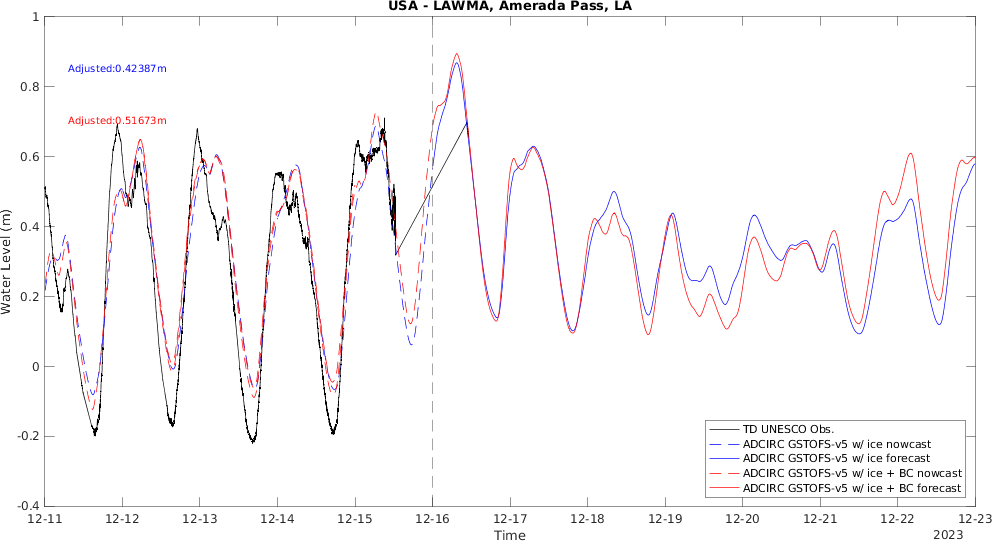 USA - LAWMA, Amerada Pass, LA
1
0.8
0.6
0.4
0.2
0
-0.2
-0.4
Water Level (m)
Adjusted:0.42387m
Adjusted:0.51673m
TD UNESCO Obs.
ADCIRC GSTOFS-v5 w/ ice nowcast
ADCIRC GSTOFS-v5 w/ ice forecast
ADCIRC GSTOFS-v5 w/ ice + BC nowcast
ADCIRC GSTOFS-v5 w/ ice + BC forecast
12-11 12-12 12-13 12-14 12-15 12-16 12-17 12-18 12-19 12-20 12-21 12-22 12-23
Time
2023